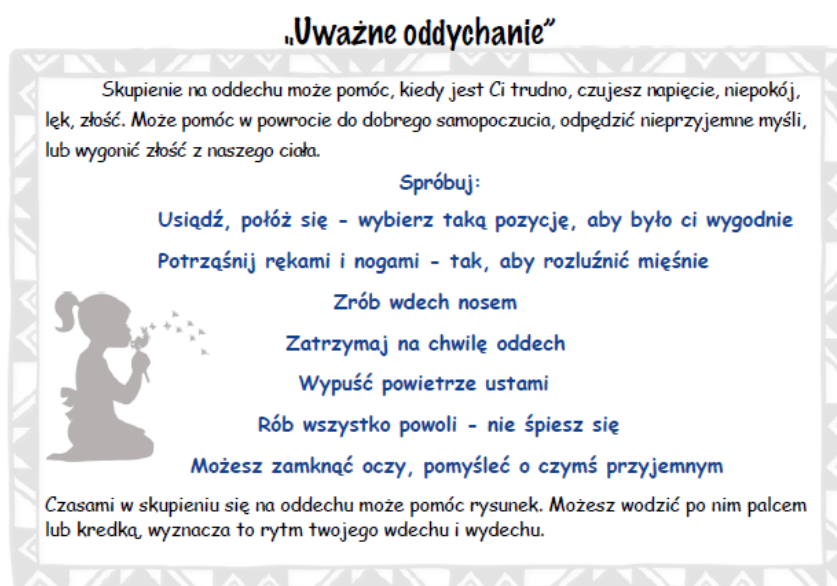 „Uważne oddychanie”
Skupienie na oddechu może pomóc, kiedy jest Ci trudno, czujesz napięcie, niepokój,
lęk, złość. Może pomóc w powrocie do dobrego samopoczucia, odpędzić nieprzyjemne myśli,
lub wygonić złość z naszego ciała.
Spróbuj:
Usiądź, połóż się - wybierz taką pozycję, aby było ci wygodnie
Potrząśnij rękami i nogami - tak, aby rozluźnić mięśnie
Zrób wdech nosem
Zatrzymaj na chwilę oddech
Wypuść powietrze ustami
Rób wszystko powoli - nie śpiesz się
Możesz zamknąć oczy, pomyśleć o czymś przyjemnym
Czasami w skupieniu się na oddechu może pomóc rysunek. Możesz wodzić po nim palcem
lub kredką, wyznacza to rytm twojego wdechu i wydechu.